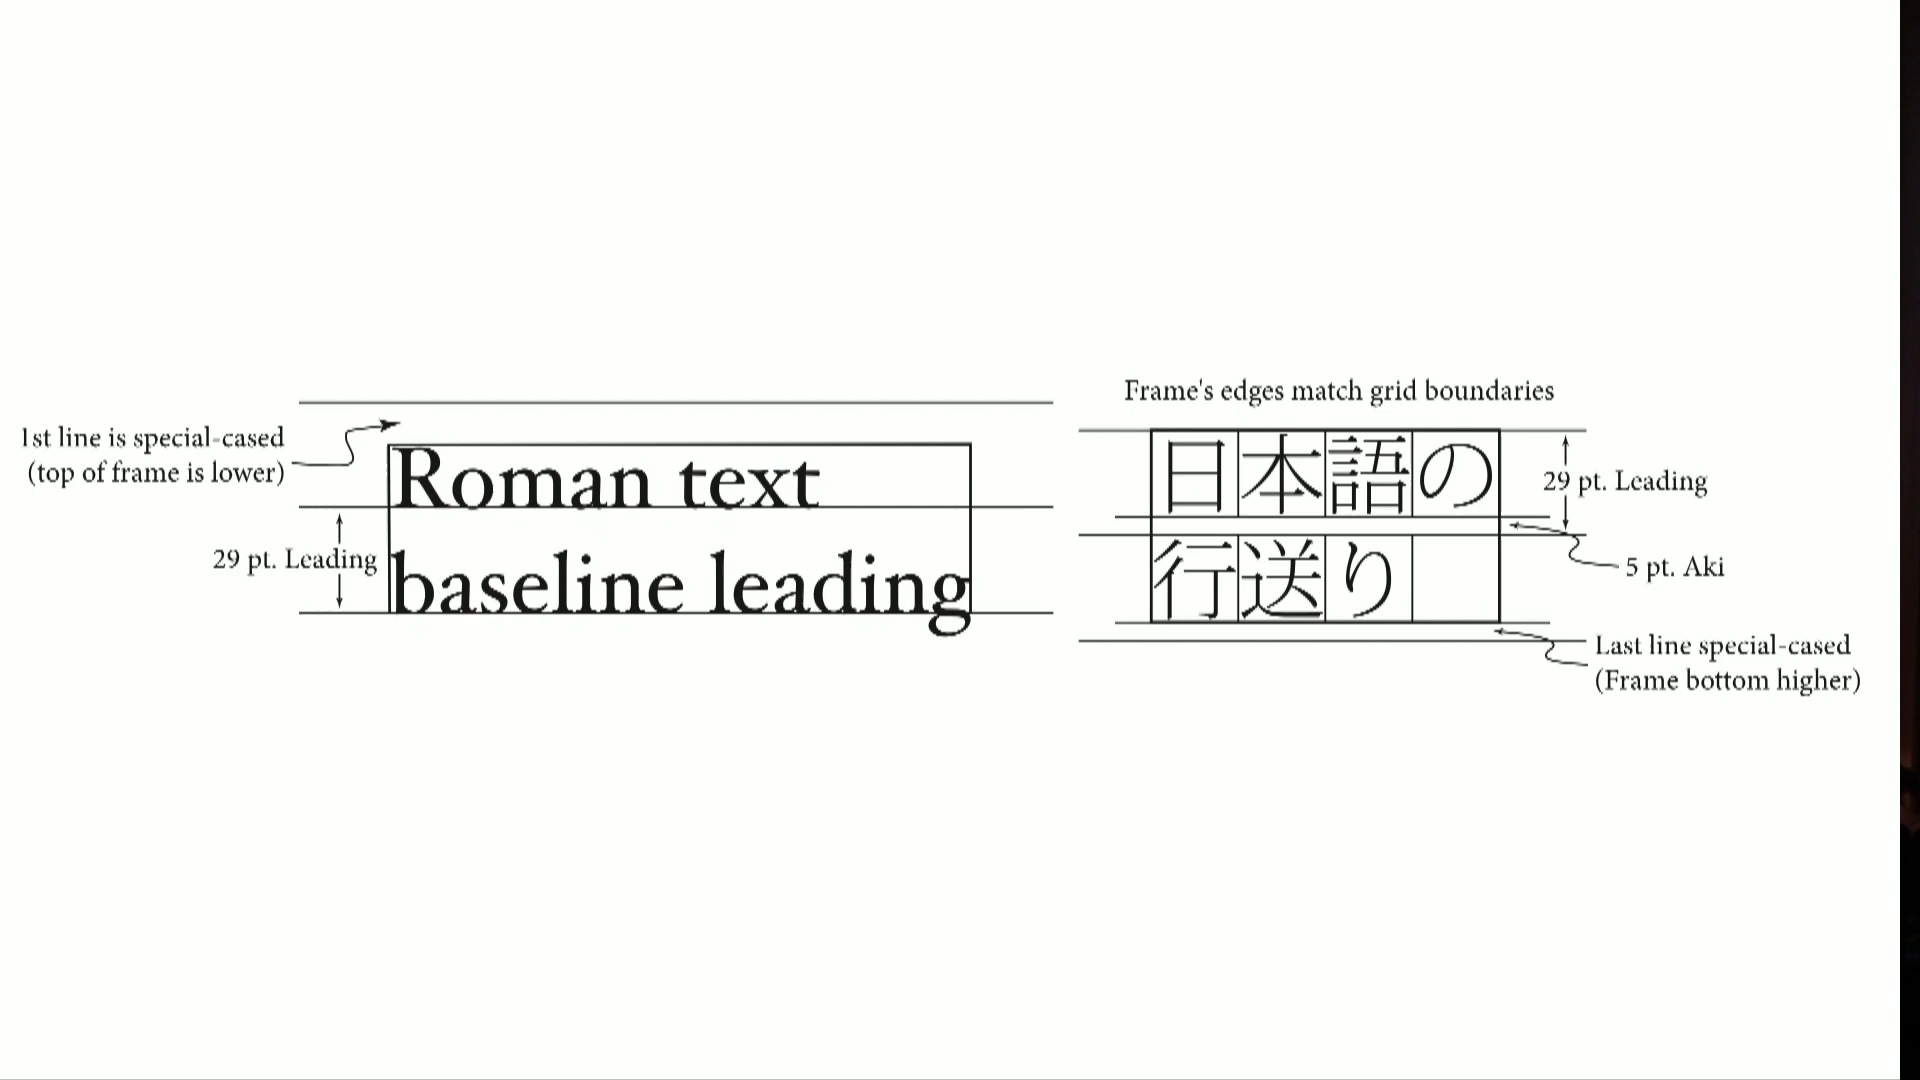 1st line is special-cased
(top of frame is lower)
29 pt. Leading
Roman text
baseline leading
Frame's edges match grid boundaries
日本語の
行送り
29 pt. Leading
5 pt. Aki
Last line special-cased
(Frame bottom higher)